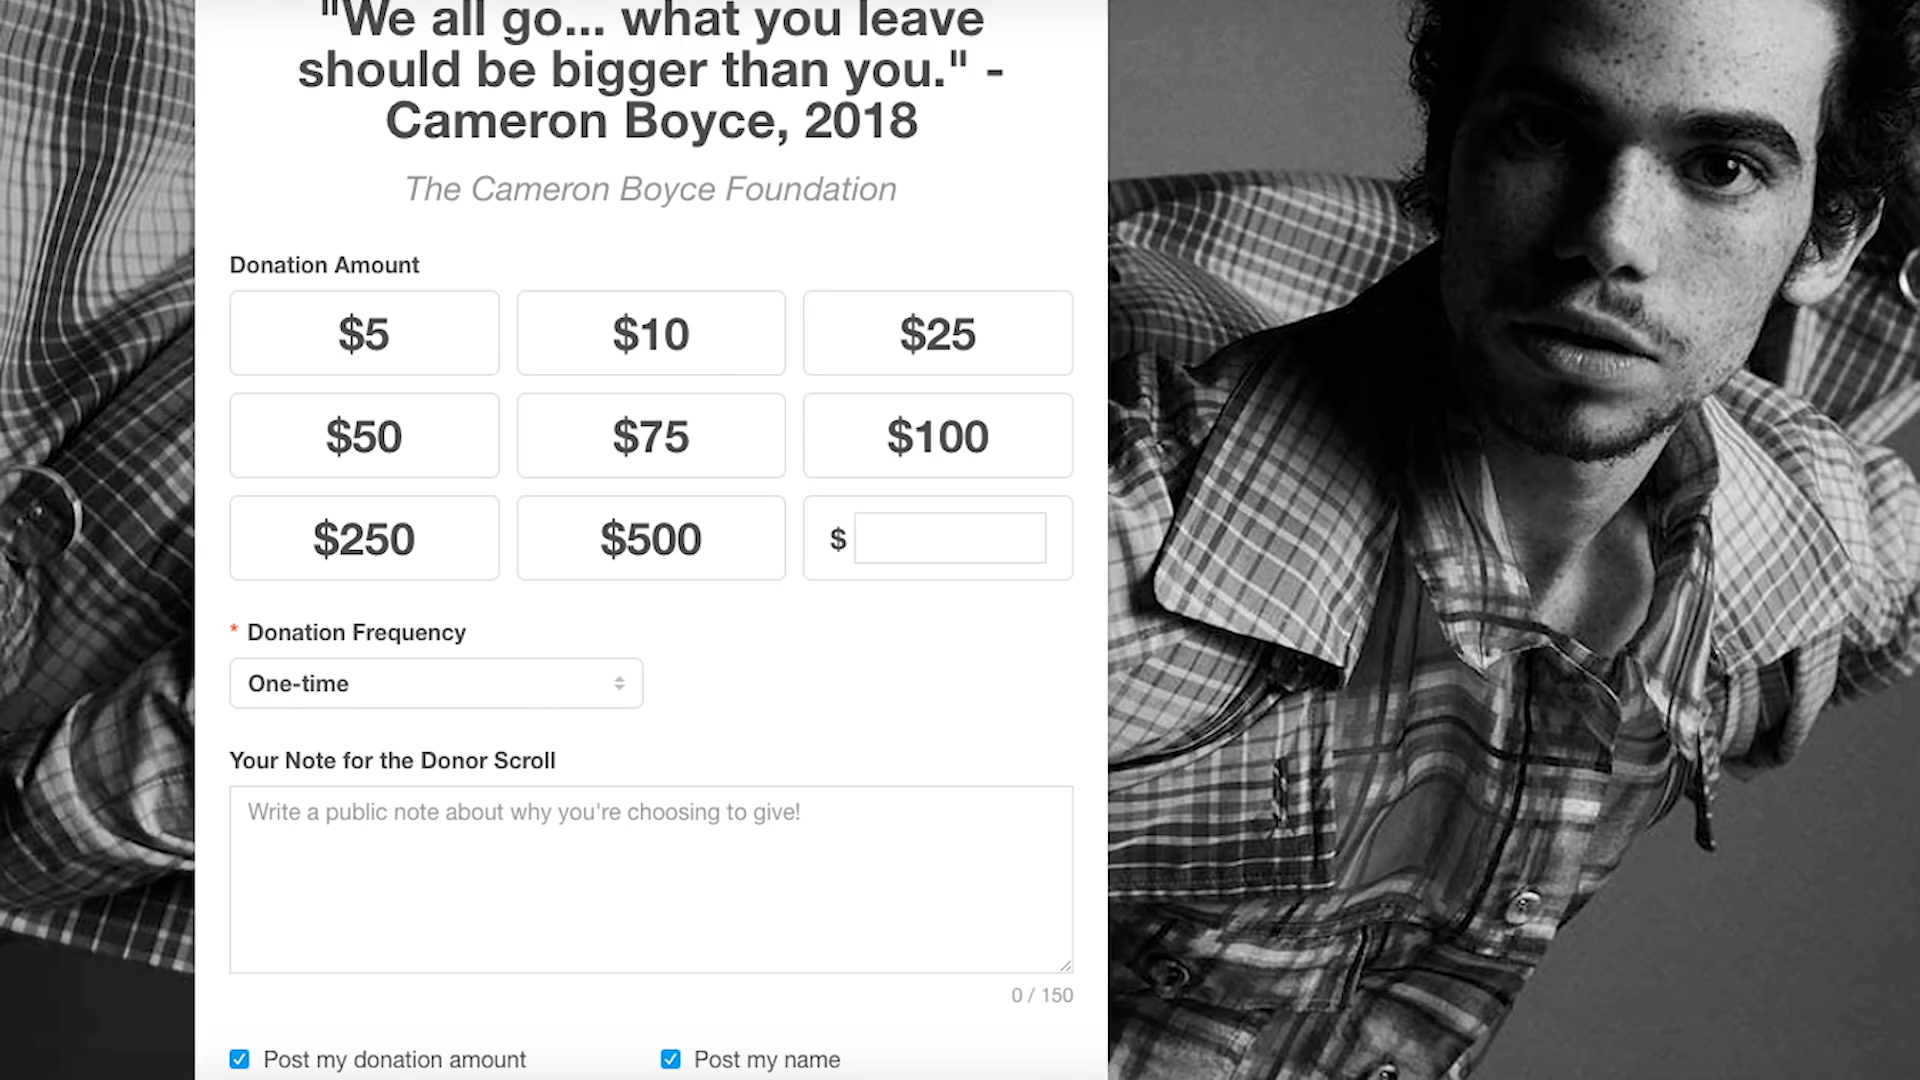 "We all go... what you leave
should be bigger than you." -
Cameron Boyce, 2018
The Cameron Boyce Foundation
Donation Amount
$5
$10
$25
$50
$75
$100
$250
$500
$
* Donation Frequency
One-time
Your Note for the Donor Scroll
Write a public note about why you're choosing to give!
0 / 150
Post my donation amount
Post my name